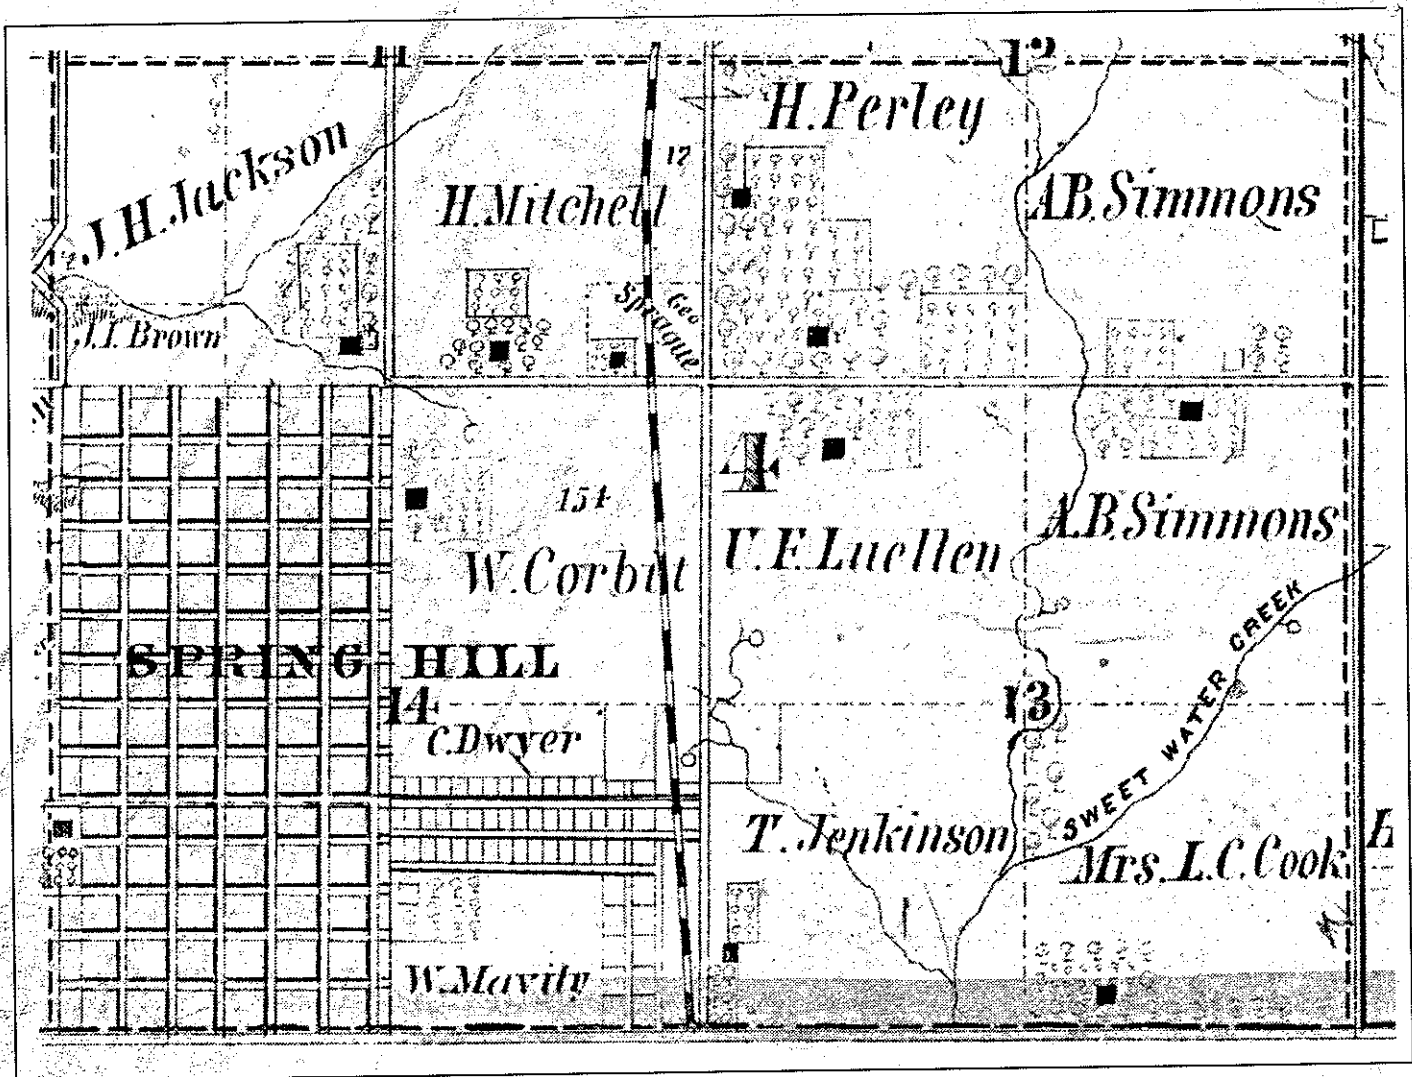 11
12
H. Perley
J. H. Jackson
12
H. Mitchell
A.B. Simmons
Geo
Sprague
J. I. Brown
4
154
W. Corbut
U. F. Luellen
A.B. Simmons
SPRING HILL
14
13
C. Dwyer
SWEET WATER CREEK
T. Jenkinson
Mrs. L. C. Cook
W. Mavity